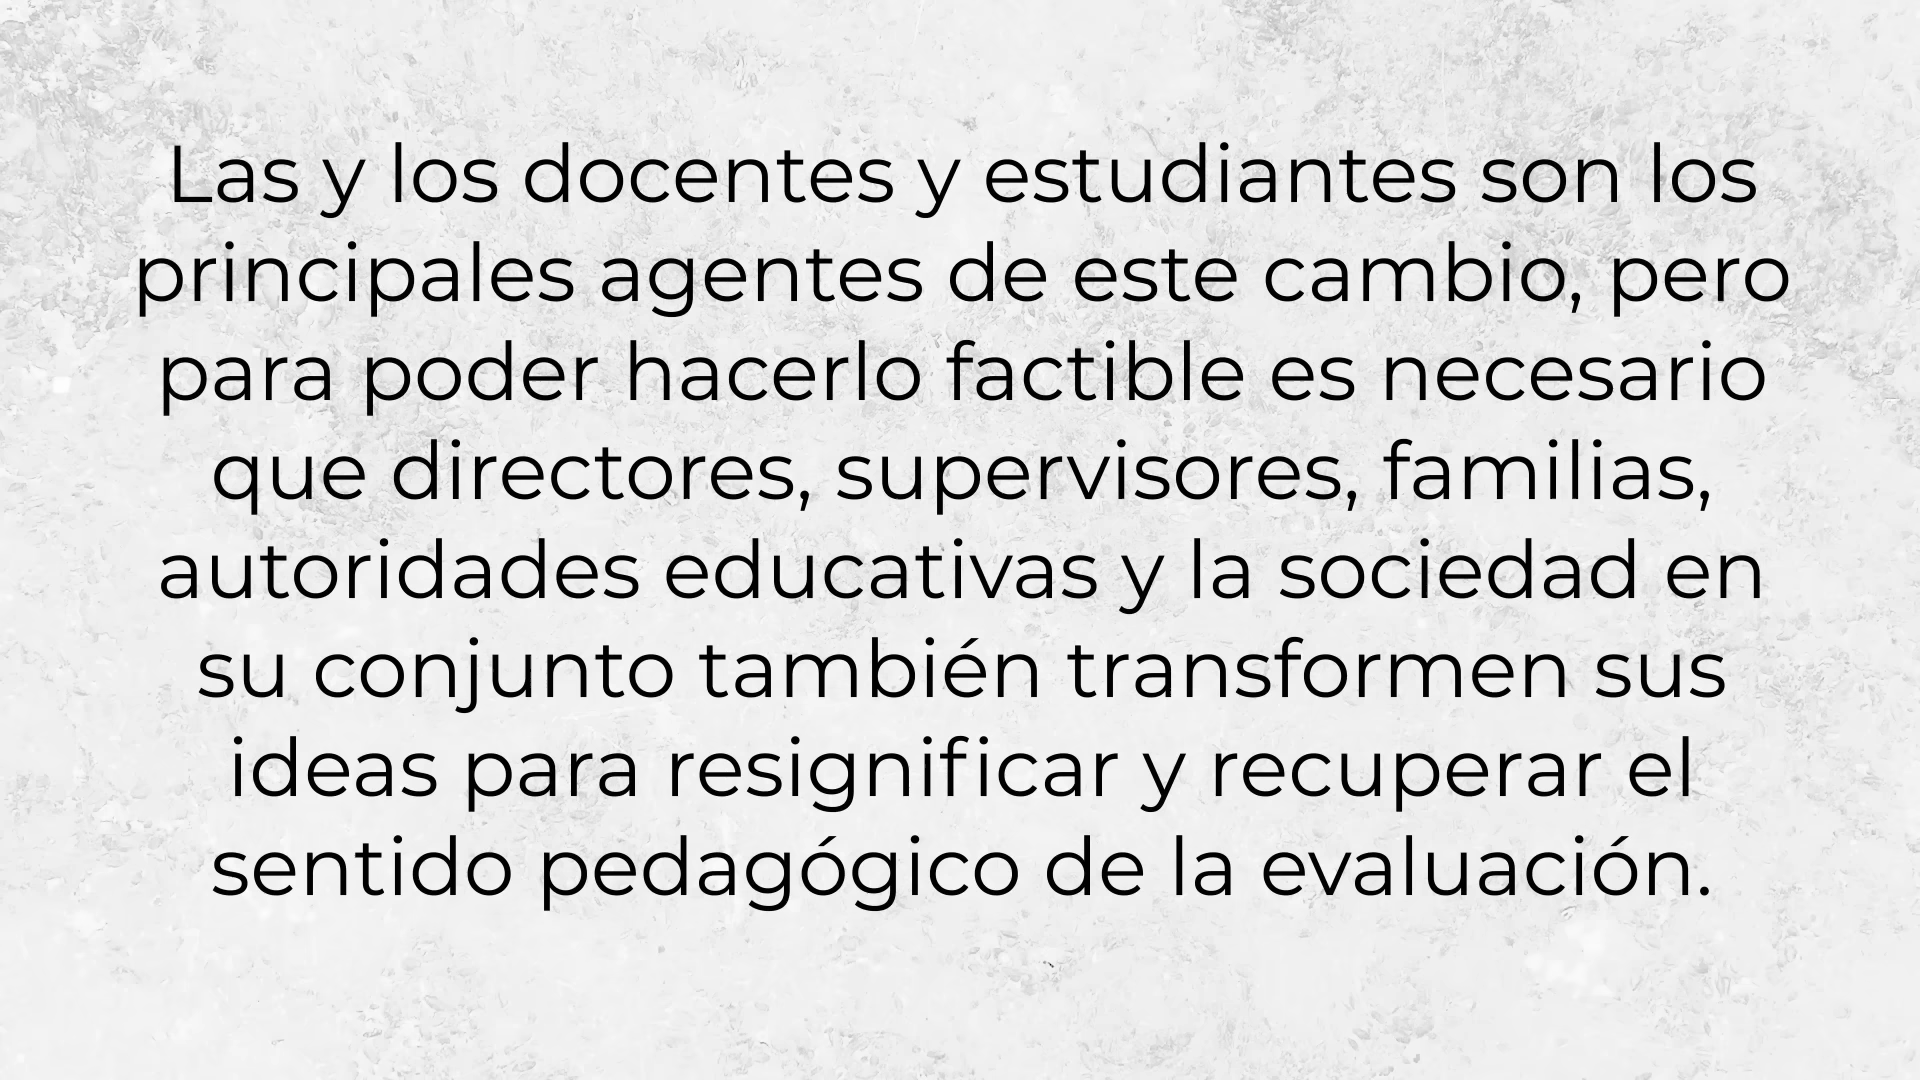 Las y los docentes y estudiantes son los
principales agentes de este cambio, pero
para poder hacerlo factible es necesario
que directores, supervisores, familias,
autoridades educativas y la sociedad en
su conjunto también transformen sus
ideas para resignificar y recuperar el
sentido pedagógico de la evaluación.